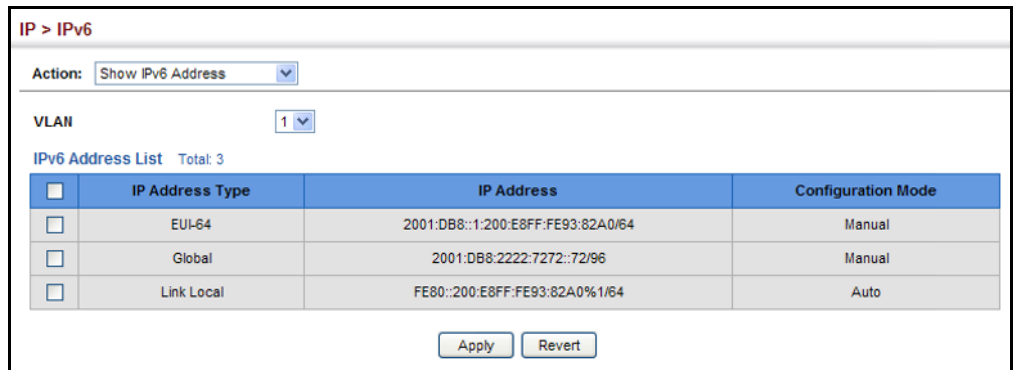 IP > IPv6
Action: Show IPv6 Address
VLAN 1
IPv6 Address List Total: 3
IP Address Type IP Address Configuration Mode
EUI-64 2001:DB8::1:200:E8FF:FE93:82A0/64 Manual
Global 2001:DB8:2222:7272::72/96 Manual
Link Local FE80::200:E8FF:FE93:82A0%1/64 Auto
Apply Revert